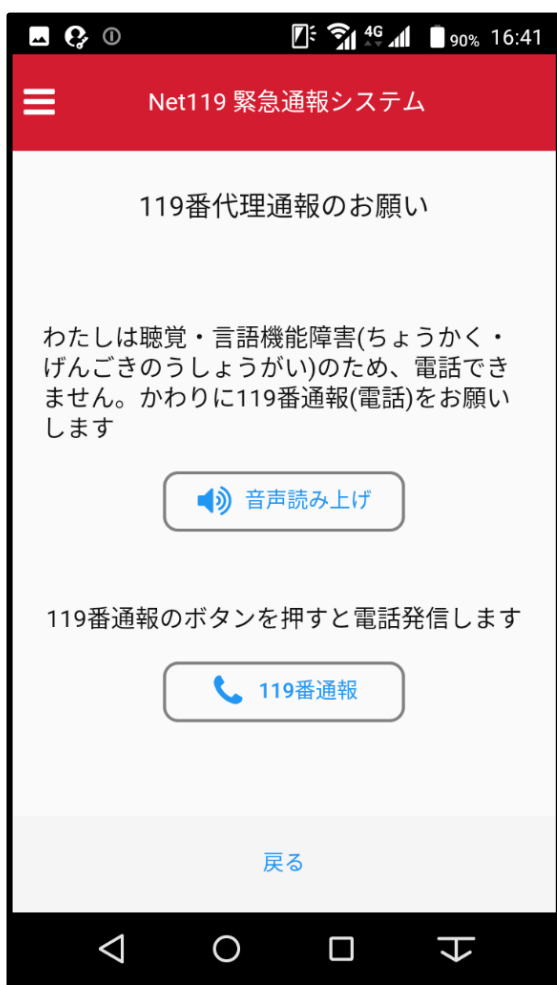 4G
90% 16:41
Net119 緊急通報システム
119番代理通報のお願い
わたしは聴覚・言語機能障害(ちょうかく・
げんごきのうしょうがい)のため、電話でき
ません。かわりに119番通報(電話)をお願い
します
音声読み上げ
119番通報のボタンを押すと電話発信します
119番通報
戻る